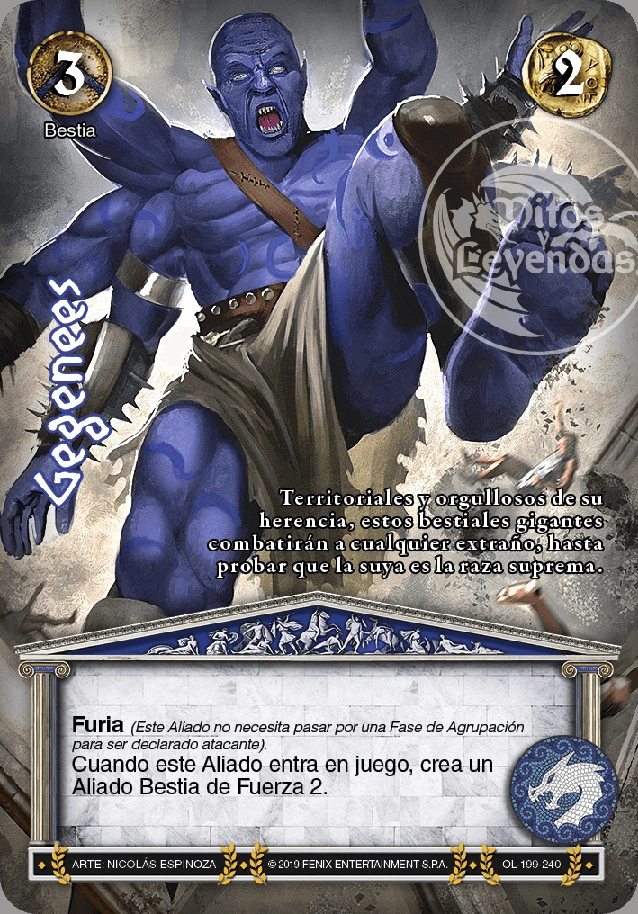 3
2
Bestia
Mitos
y
Leyendas
Gegenees
Territoriales y orgullosos de su
herencia, estos bestiales gigantes
combatirán a cualquier extraño, hasta
probar que la suya es la raza suprema.
Furia (Este Aliado no necesita pasar por una Fase de Agrupación
para ser declarado atacante).
Cuando este Aliado entra en juego, crea un
Aliado Bestia de Fuerza 2.
ARTE: NICOLÁS ESPINOZA
© 2019 FENIX ENTERTAINMENT S.P.A.
OL 199-240